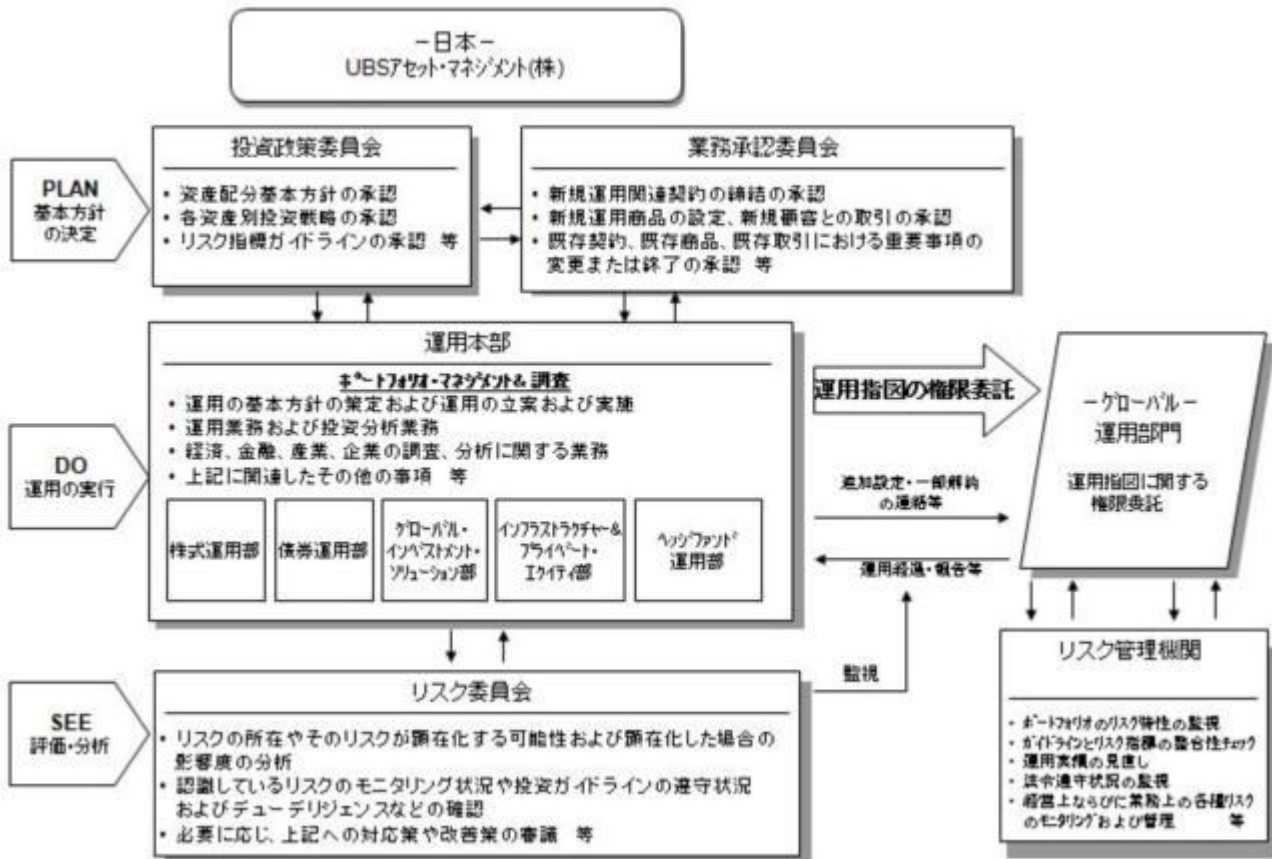 －日本－
UBSアセット・マネジメント(株)
PLAN
基本方針
の決定
投資政策委員会
・ 資産配分基本方針の承認
・ 各資産別投資戦略の承認
・ リスク指標ガイドラインの承認 等
業務承認委員会
・ 新規運用関連契約の締結の承認
・ 新規運用商品の設定、新規顧客との取引の承認
・ 既存契約、既存商品、既存取引における重要事項の
変更または終了の承認 等
DO
運用の実行
運用本部
ポートフォリオ・マネジメント& 調査
・ 運用の基本方針の策定および運用の立案および実施
・ 運用業務および投資分析業務
・ 経済、金融、産業、企業の調査、分析に関する業務
・ 上記に関連したその他の事項 等
株式運用部
債券運用部
グローバル・
インベストメント・
ソリューション部
インフラストラクチャー&
プライベート・
エクイティ部
ヘッジファンド
運用部
運用指図の権限委託
追加設定・一部解約
の連絡等
運用経過・報告等
監視
－グローバル－
運用部門
運用指図に関する
権限委託
SEE
評価・分析
リスク委員会
・ リスクの所在やそのリスクが顕在化する可能性および顕在化した場合の
影響度の分析
・ 認識しているリスクのモニタリング状況や投資ガイドラインの遵守状況
およびデューデリジェンスなどの確認
・ 必要に応じ、上記への対応策や改善策の審議 等
リスク管理機関
・ ポートフォリオのリスク特性の監視
・ ガイドラインとリスク指標の整合性チェック
・ 運用実績の見直し
・ 法令遵守状況の監視
・ 経営上ならびに業務上の各種リスク
のモニタリングおよび管理 等